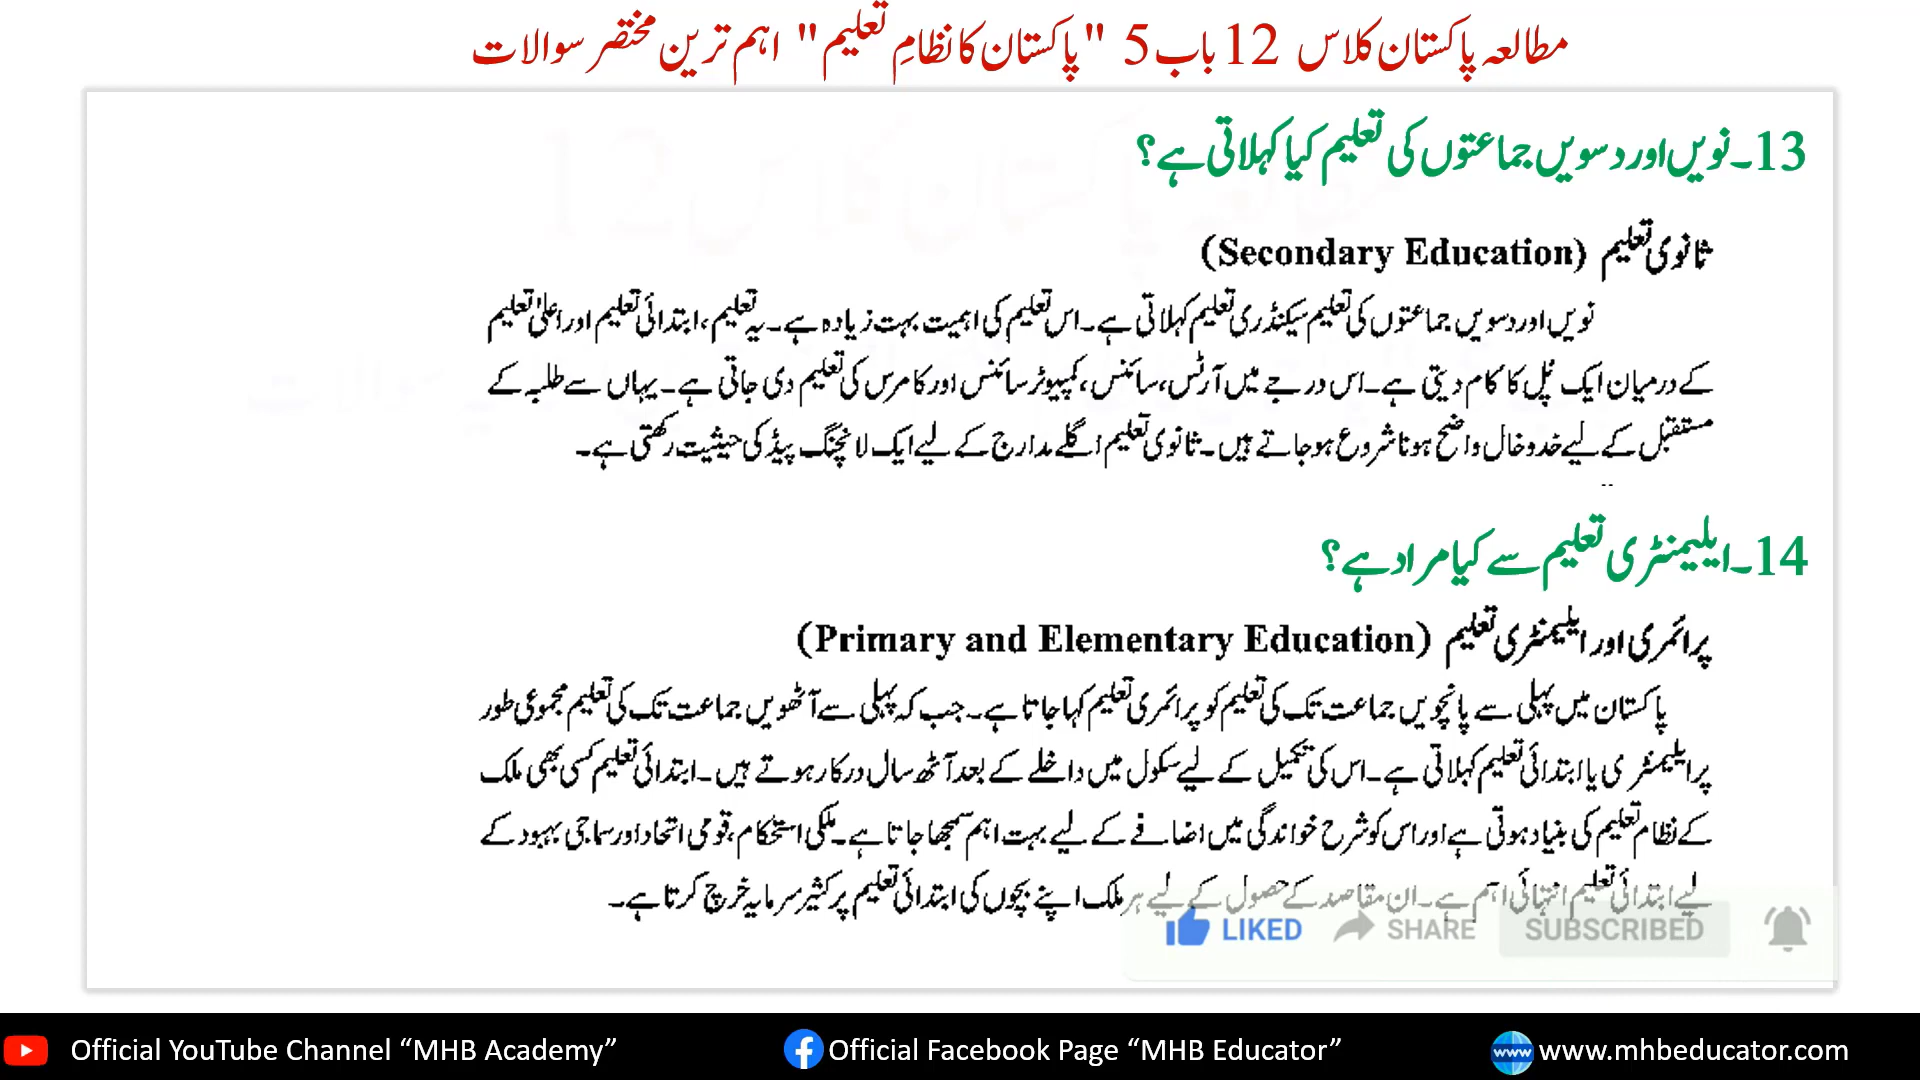 مطالعہ پاکستان کلاس 12 باب 5 "پاکستان کا نظامِ تعلیم" اہم ترین مختصر سوالات
13۔ نویں اور دسویں جماعتوں کی تعلیم کیا کہلاتی ہے؟
ثانوی تعلیم (Secondary Education)
نویں اور دسویں جماعتوں کی تعلیم سیکنڈری تعلیم کہلاتی ہے۔ اس تعلیم کی اہمیت بہت زیادہ ہے۔ یہ تعلیم، ابتدائی تعلیم اور اعلیٰ تعلیم
کے درمیان ایک پُل کا کام دیتی ہے۔ اس درجے میں آرٹس، سائنس، کمپیوٹر سائنس اور کامرس کی تعلیم دی جاتی ہے۔ یہاں سے طلبہ کے
مستقبل کے لیے خدوخال واضح ہونا شروع ہو جاتے ہیں۔ ثانوی تعلیم اگلے مدارج کے لیے ایک لانچنگ پیڈ کی حیثیت رکھتی ہے۔
14۔ ایلیمنٹری تعلیم سے کیا مراد ہے؟
پرائمری اور ایلیمنٹری تعلیم (Primary and Elementary Education)
پاکستان میں پہلی سے پانچویں جماعت تک کی تعلیم کو پرائمری تعلیم کہا جاتا ہے۔ جب کہ پہلی سے آٹھویں جماعت تک کی تعلیم مجموعی طور
پر ایلیمنٹری یا ابتدائی تعلیم کہلاتی ہے۔ اس کی تکمیل کے لیے سکول میں داخلے کے بعد آٹھ سال درکار ہوتے ہیں۔ ابتدائی تعلیم کسی بھی ملک
کے نظام تعلیم کی بنیاد ہوتی ہے اور اس کو شرح خواندگی میں اضافے کے لیے بہت اہم سمجھا جاتا ہے۔ ملکی استحکام، قومی اتحاد اور سماجی بہبود کے
لیے ابتدائی تعلیم انتہائی اہم ہے۔ ان مقاصد کے حصول کے لیے ہر ملک اپنے بچوں کی ابتدائی تعلیم پر کثیر سرمایہ خرچ کرتا ہے۔
LIKED SHARE SUBSCRIBED
Official YouTube Channel “MHB Academy” Official Facebook Page “MHB Educator” www www.mhbeducator.com